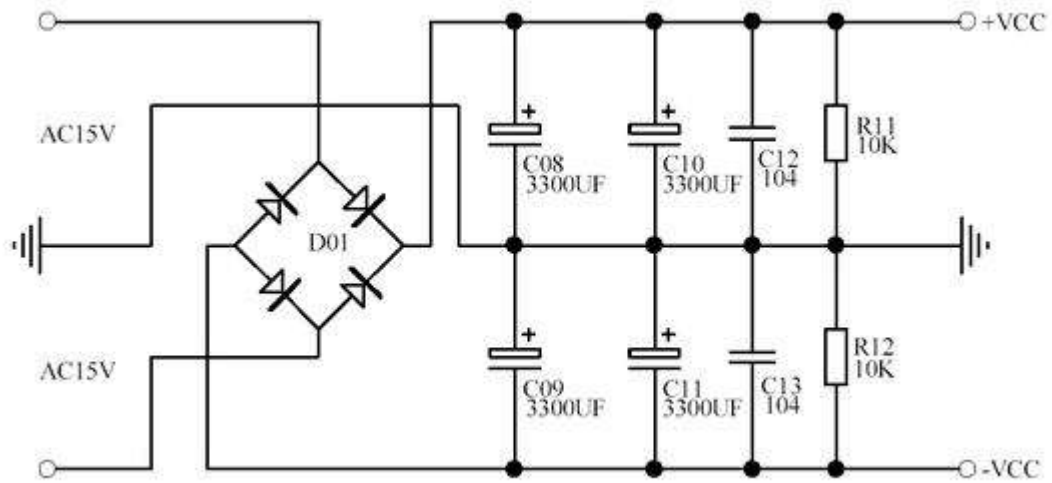 +VCC
AC15V
C08
3300UF
C10
3300UF
C12
104
R11
10K
D01
AC15V
C09
3300UF
C11
3300UF
C13
104
R12
10K
-VCC